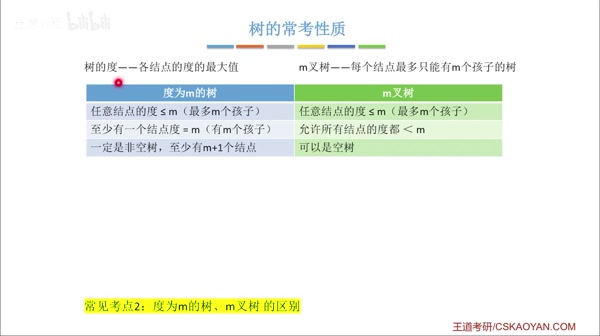 bilibili
树的常考性质
树的度——各结点的度的最大值
m叉树——每个结点最多只能有m个孩子的树
度为m的树
m叉树
任意结点的度 ≤ m（最多m个孩子）
任意结点的度 ≤ m（最多m个孩子）
至少有一个结点度 = m（有m个孩子）
允许所有结点的度都 ＜ m
一定是非空树，至少有m+1个结点
可以是空树
常见考点2：度为m的树、m叉树 的区别
王道考研/CSKAOYAN.COM